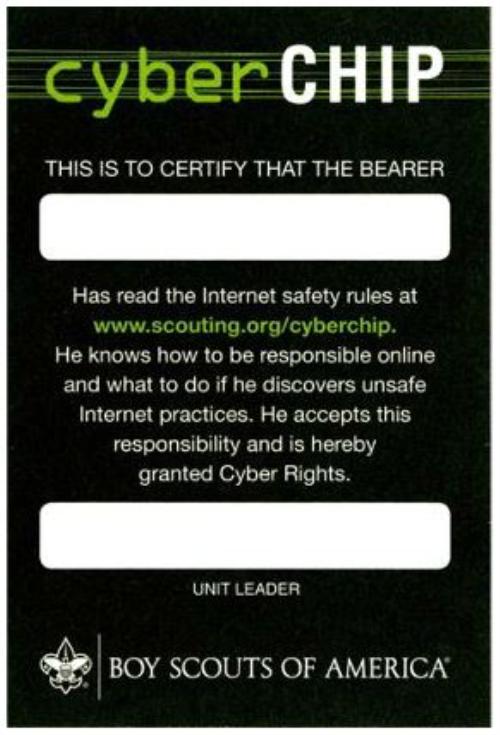 cyberCHIP
THIS IS TO CERTIFY THAT THE BEARER
Has read the Internet safety rules at
www.scouting.org/cyberchip.
He knows how to be responsible online
and what to do if he discovers unsafe
Internet practices. He accepts this
responsibility and is hereby
granted Cyber Rights.
UNIT LEADER
BOY SCOUTS OF AMERICA®